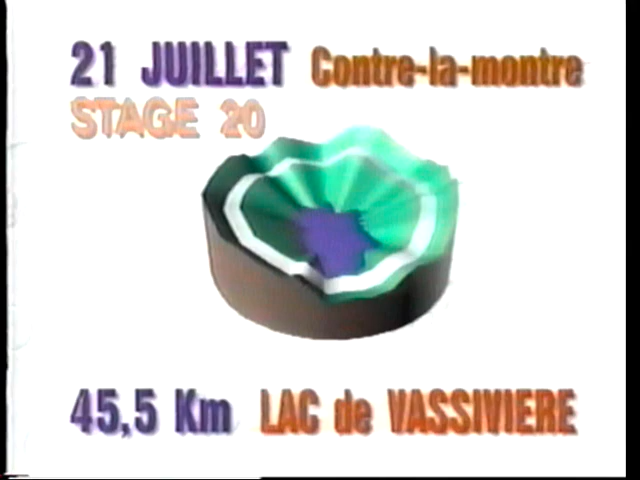 21 JUILLET Contre-la-montre
STAGE 20
45,5 Km LAC de VASSIVIERE